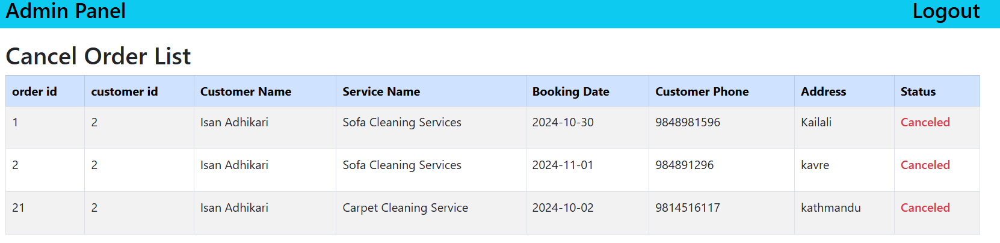 Admin Panel Logout
Cancel Order List
order id customer id Customer Name Service Name Booking Date Customer Phone Address Status
1 2 Isan Adhikari Sofa Cleaning Services 2024-10-30 9848981596 Kailali Canceled
2 2 Isan Adhikari Sofa Cleaning Services 2024-11-01 984891296 kavre Canceled
21 2 Isan Adhikari Carpet Cleaning Service 2024-10-02 9814516117 kathmandu Canceled